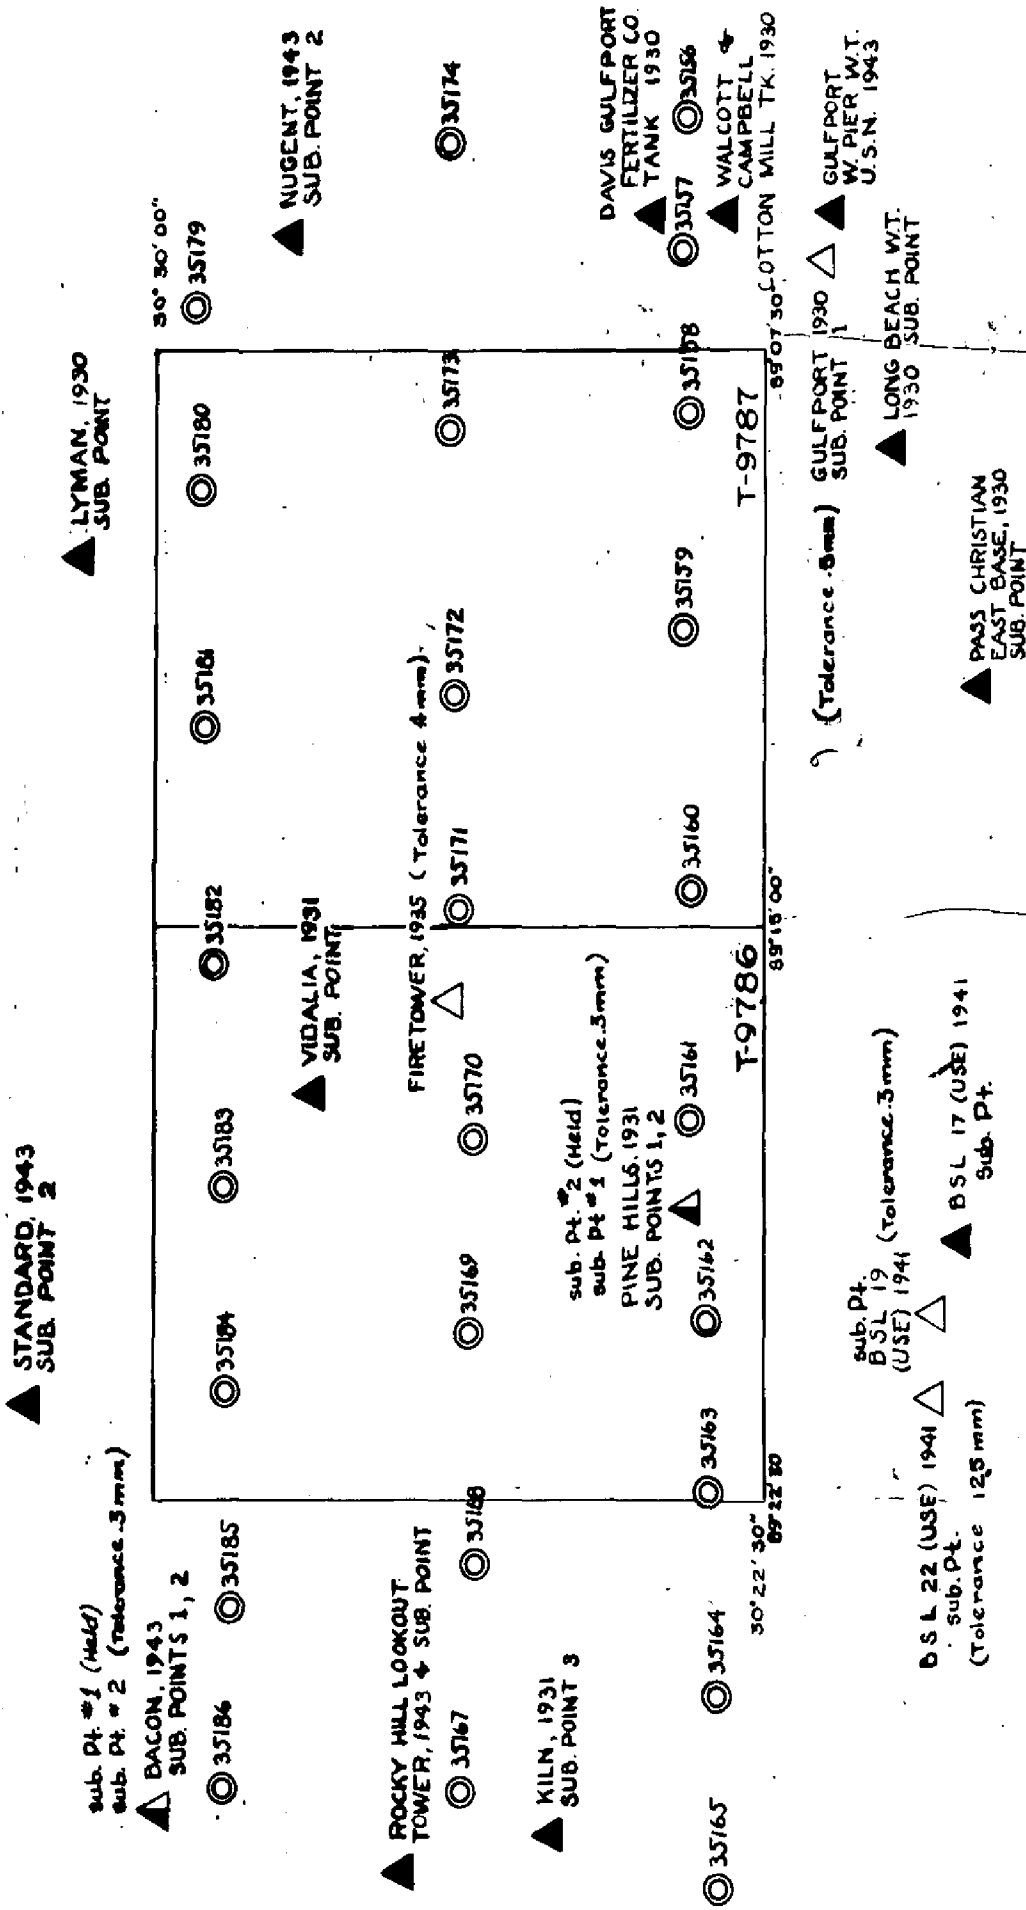 STANDARD, 1943
SUB. POINT 2
LYMAN, 1930
SUB. POINT
sub. Pt. #1 (Held)
sub. Pt. #2 (Tolerance .3mm)
BACON, 1943
SUB. POINTS 1, 2
30° 30' 00"
NUGENT, 1943
SUB. POINT 2
35186
35185
35184
35183
35182
35181
35180
35179
VIDALIA, 1931
SUB. POINT
ROCKY HILL LOOKOUT
TOWER, 1943 & SUB. POINT
FIRETOWER, 1935 (Tolerance .4mm)
35167
35168
35169
35170
35171
35172
35173
35174
KILN, 1931
SUB. POINT 3
sub. Pt. #2 (Held)
sub. Pt #1 (Tolerance .3mm)
PINE HILLS, 1931
SUB. POINTS 1, 2
DAVIS GULFPORT
FERTILIZER CO.
TANK 1930
35165
35164
35163
35162
35161
35160
35159
35158
35157
35156
WALCOTT &
CAMPBELL
COTTON MILL TK. 1930
T-9786
T-9787
30° 22' 30"
89° 22' 30
89° 15' 00"
89° 07' 30"
(Tolerance .8mm)
GULFPORT 1930
SUB. POINT 1
GULFPORT
W. PIER W.T.
U.S.N. 1943
LONG BEACH W.T.
1930 SUB. POINT
sub. Pt.
BSL 19 (Tolerance .3mm)
(USE) 1941
BSL 22 (USE) 1941
sub. Pt.
(Tolerance 1.25 mm)
BSL 17 (USE) 1941
Sub. Pt.
PASS CHRISTIAN
EAST BASE, 1930
SUB. POINT